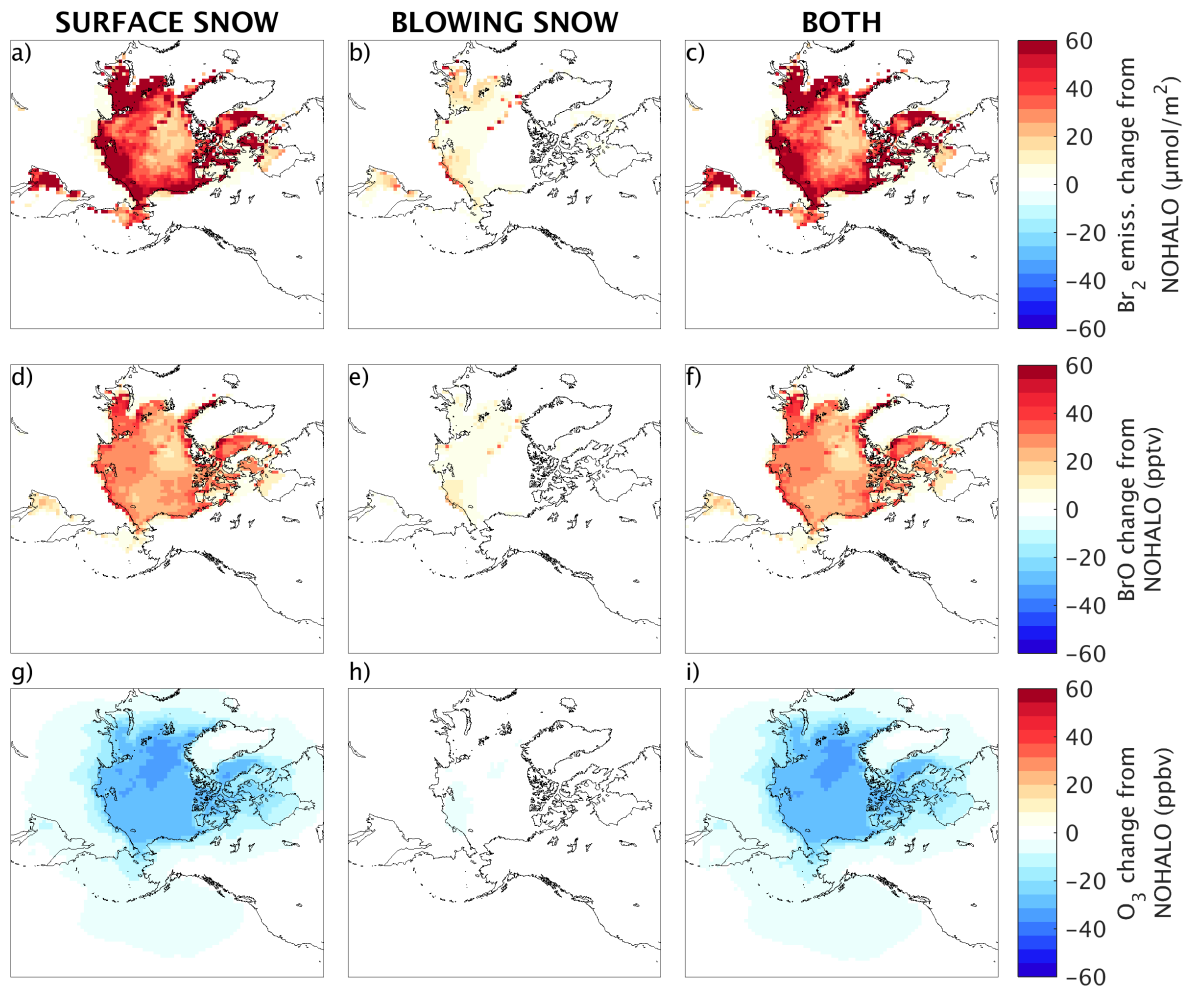 SURFACE SNOW
BLOWING SNOW
BOTH
a)
b)
c)
60
40
20
0
−20
−40
−60
Br2 emiss. change from
NOHALO (μmol/m2)
d)
e)
f)
60
40
20
0
−20
−40
−60
BrO change from
NOHALO (pptv)
g)
h)
i)
60
40
20
0
−20
−40
−60
O3 change from
NOHALO (ppbv)